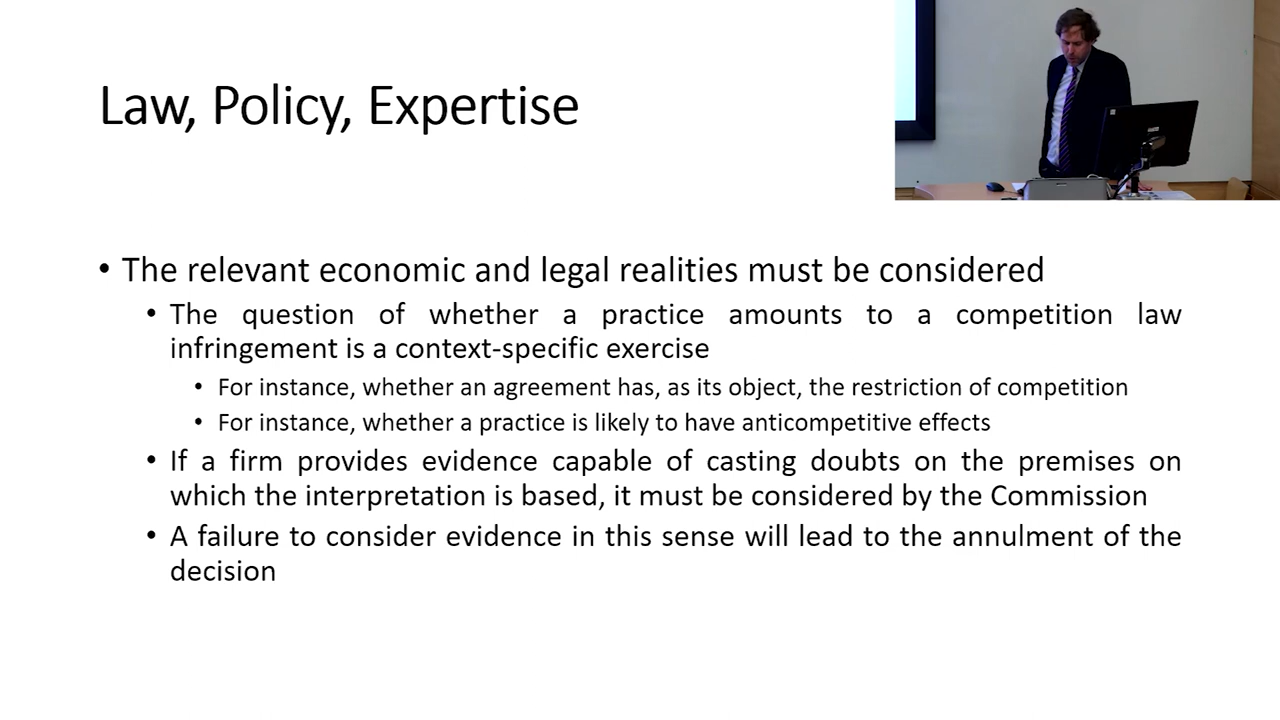 Law, Policy, Expertise
• The relevant economic and legal realities must be considered
• The question of whether a practice amounts to a competition law
infringement is a context-specific exercise
• For instance, whether an agreement has, as its object, the restriction of competition
• For instance, whether a practice is likely to have anticompetitive effects
• If a firm provides evidence capable of casting doubts on the premises on
which the interpretation is based, it must be considered by the Commission
• A failure to consider evidence in this sense will lead to the annulment of the
decision